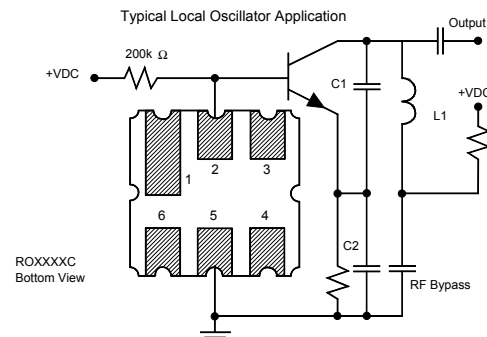 Typical Local Oscillator Application
200k Ω
+VDC
C1
Output
+VDC
L1
1
2
3
6
5
4
C2
ROXXXXC
Bottom View
RF Bypass